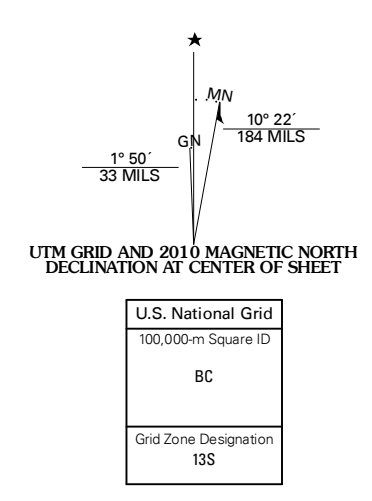 ★
MN
10° 22´
184 MILS
GN
1° 50´
33 MILS
UTM GRID AND 2010 MAGNETIC NORTH
DECLINATION AT CENTER OF SHEET
U.S. National Grid
100,000-m Square ID
BC
Grid Zone Designation
13S